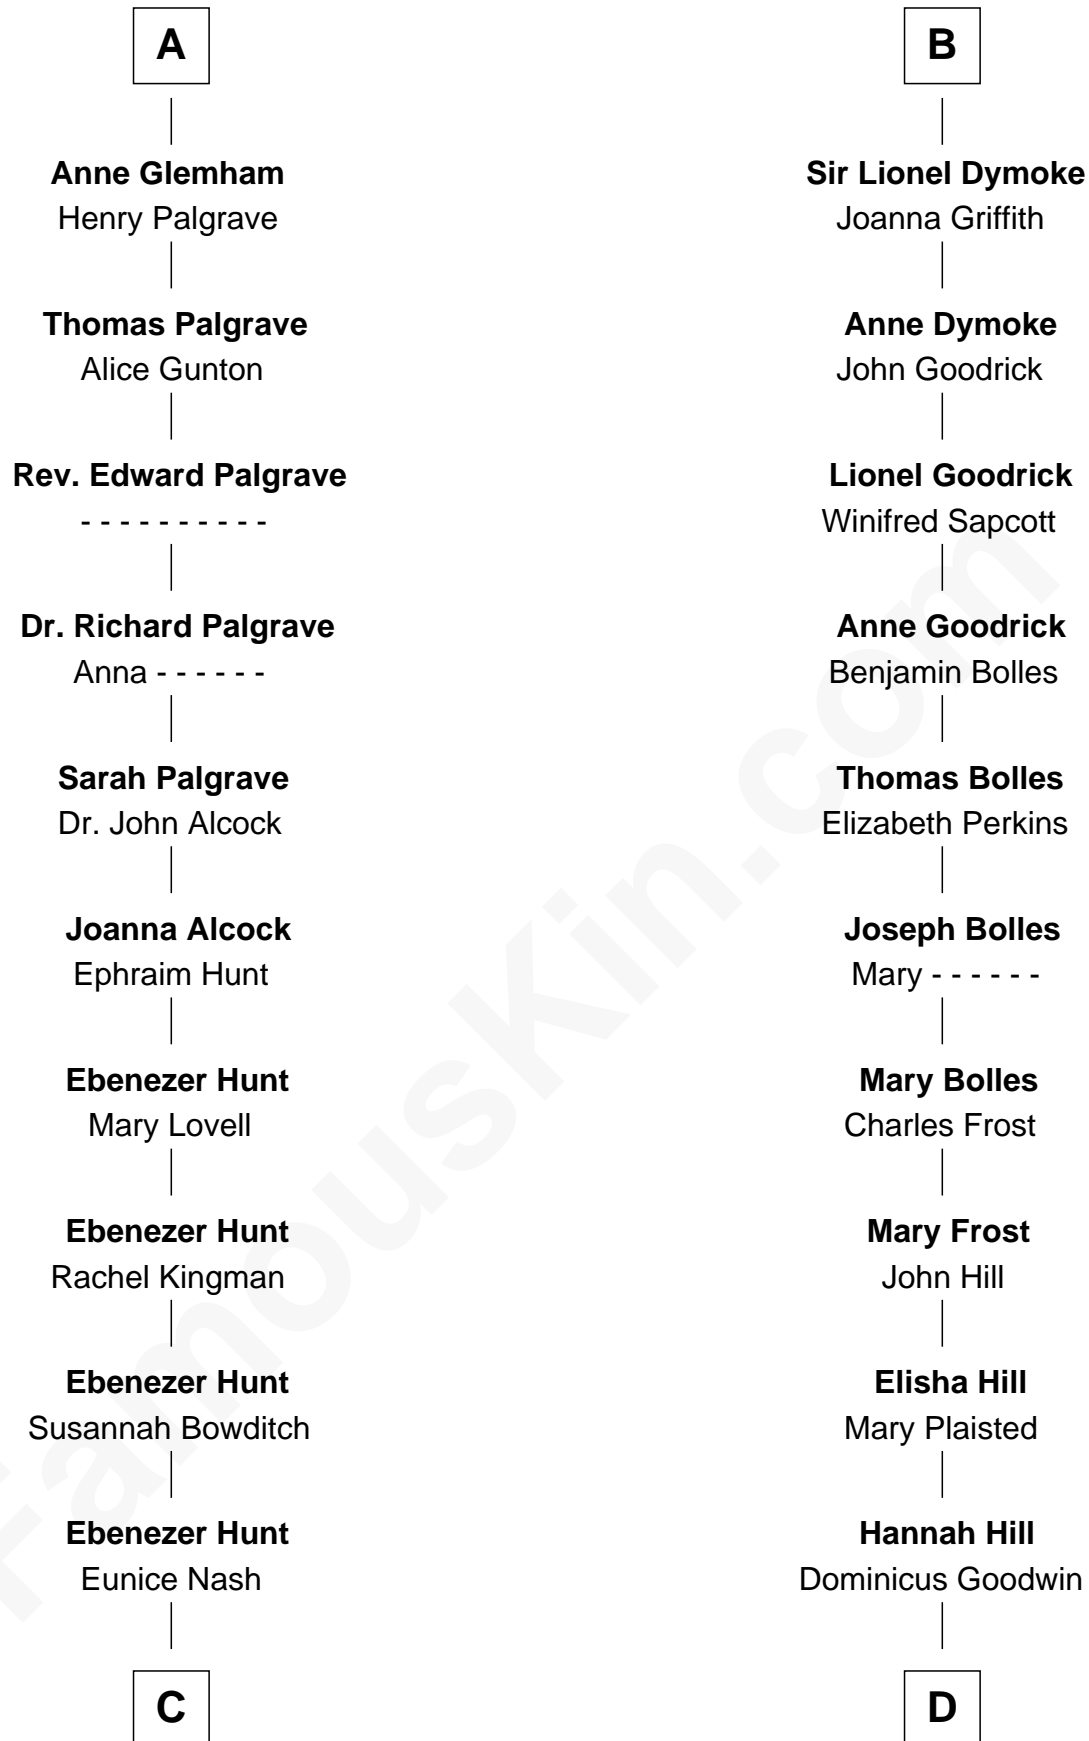 A
Anne Glemham
Henry Palgrave
Thomas Palgrave
Alice Gunton
Rev. Edward Palgrave
- - - - - - - - - -
Dr. Richard Palgrave
Anna - - - - - -
Sarah Palgrave
Dr. John Alcock
Joanna Alcock
Ephraim Hunt
Ebenezer Hunt
Mary Lovell
Ebenezer Hunt
Rachel Kingman
Ebenezer Hunt
Susannah Bowditch
Ebenezer Hunt
Eunice Nash
C
B
Sir Lionel Dymoke
Joanna Griffith
Anne Dymoke
John Goodrick
Lionel Goodrick
Winifred Sapcott
Anne Goodrick
Benjamin Bolles
Thomas Bolles
Elizabeth Perkins
Joseph Bolles
Mary - - - - - -
Mary Bolles
Charles Frost
Mary Frost
John Hill
Elisha Hill
Mary Plaisted
Hannah Hill
Dominicus Goodwin
D
FamousKin.com